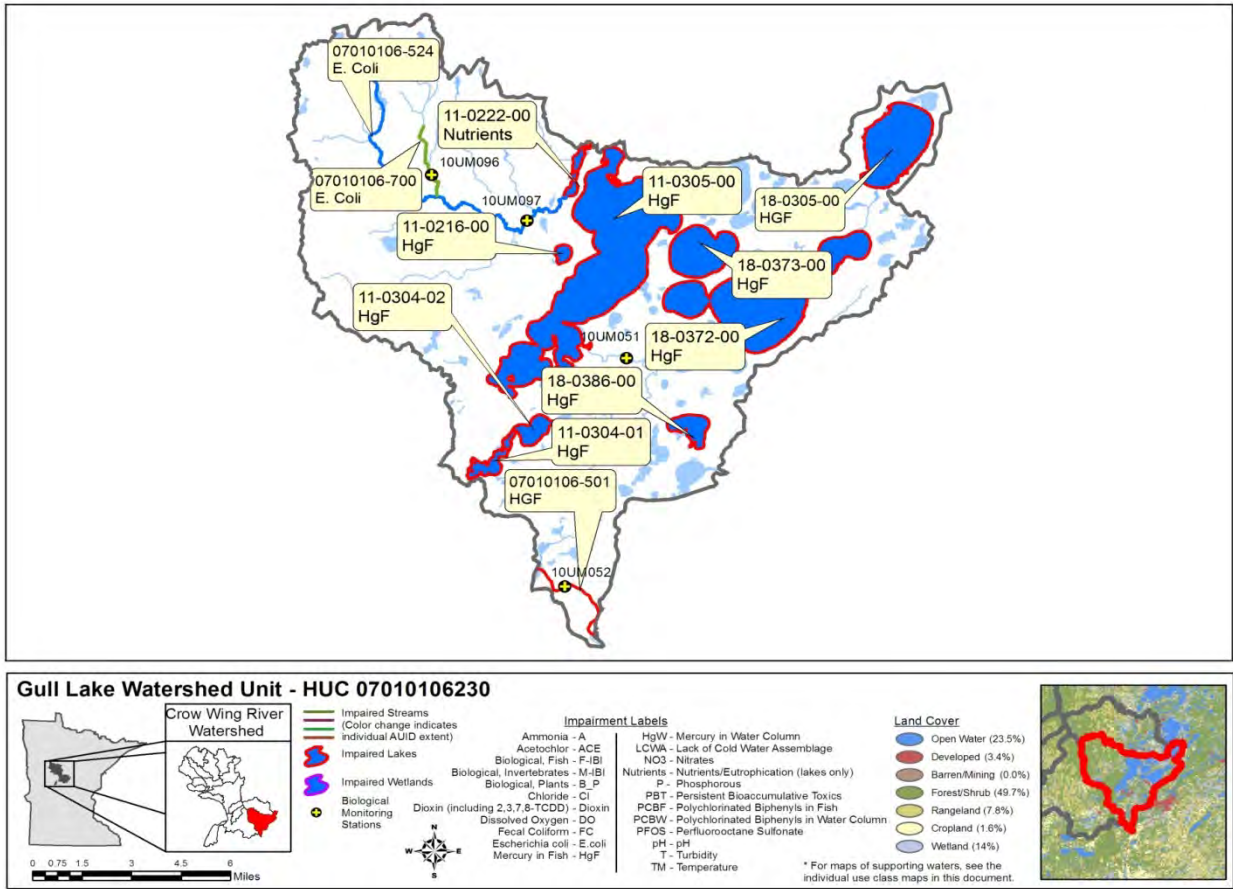 07010106-524
E. Coli
11-0222-00
Nutrients
10UM096
07010106-700
E. Coli
10UM097
11-0305-00
HgF
18-0305-00
HGF
11-0216-00
HgF
18-0373-00
HgF
11-0304-02
HgF
10UM051
18-0372-00
HgF
18-0386-00
HgF
11-0304-01
HgF
07010106-501
HGF
10UM052
Gull Lake Watershed Unit - HUC 07010106230
Crow Wing River
Watershed
0 0.75 1.5 3 4.5 6
Miles
Impaired Streams
(Color change indicates
individual AUID extent)
Impaired Lakes
Impaired Wetlands
Biological
Monitoring
Stations
N
W E
S
Impairment Labels
Ammonia - A
Acetochlor - ACE
Biological, Fish - F-IBI
Biological, Invertebrates - M-IBI
Biological, Plants - B_P
Chloride - Cl
Dioxin (including 2,3,7,8-TCDD) - Dioxin
Dissolved Oxygen - DO
Fecal Coliform - FC
Escherichia coli - E.coli
Mercury in Fish - HgF
HgW - Mercury in Water Column
LCWA - Lack of Cold Water Assemblage
NO3 - Nitrates
Nutrients - Nutrients/Eutrophication (lakes only)
P - Phosphorous
PBT - Persistent Bioaccumulative Toxics
PCBF - Polychlorinated Biphenyls in Fish
PCBW - Polychlorinated Biphenyls in Water Column
PFOS - Perfluorooctane Sulfonate
pH - pH
T - Turbidity
TM - Temperature
Land Cover
Open Water (23.5%)
Developed (3.4%)
Barren/Mining (0.0%)
Forest/Shrub (49.7%)
Rangeland (7.8%)
Cropland (1.6%)
Wetland (14%)
* For maps of supporting waters, see the
individual use class maps in this document.